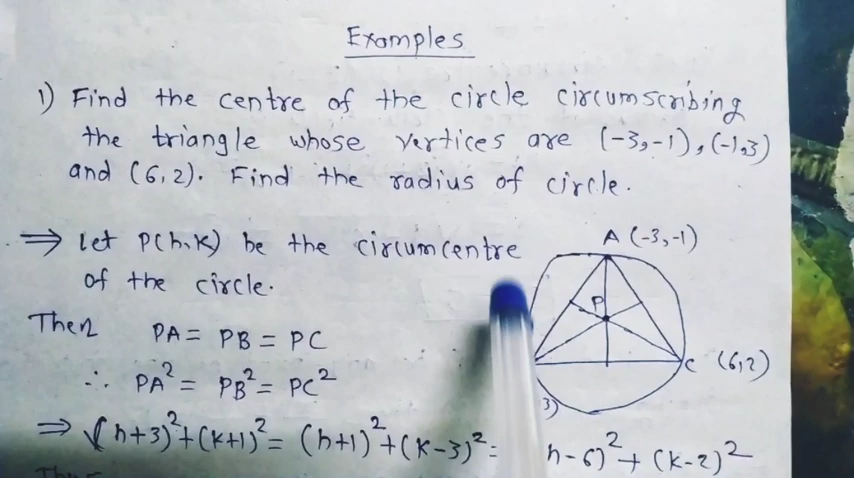 Examples
1) Find the centre of the circle circumscribing
the triangle whose vertices are (-3,-1), (-1,3)
and (6,2). Find the radius of circle.
⇒ Let P(h,k) be the circumcentre
of the circle.
Then PA = PB = PC
∴ PA² = PB² = PC²
⇒ (h+3)² + (k+1)² = (h+1)² + (k-3)² = h-6)² + (k-2)²
A (-3,-1)
P
C (6,2)
3)